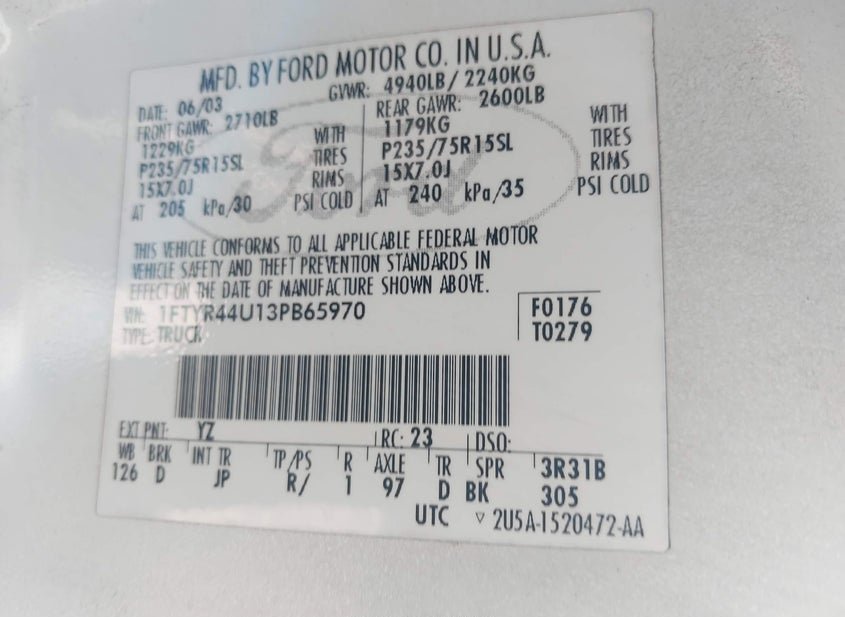 MFD. BY FORD MOTOR CO. IN U.S.A.
DATE: 06/03 GVWR: 4940LB/ 2240KG
FRONT GAWR: 2710LB REAR GAWR: 2600LB
1229KG WITH 1179KG WITH
P235/75R15SL TIRES P235/75R15SL TIRES
15X7.0J RIMS 15X7.0J RIMS
AT 205 kPa/30 PSI COLD AT 240 kPa/35 PSI COLD
Ford
THIS VEHICLE CONFORMS TO ALL APPLICABLE FEDERAL MOTOR
VEHICLE SAFETY AND THEFT PREVENTION STANDARDS IN
EFFECT ON THE DATE OF MANUFACTURE SHOWN ABOVE.
VIN: 1FTYR44U13PB65970 F0176
TYPE: TRUCK T0279
EXT PNT: YZ RC: 23 DSO:
WB BRK INT TR TP/PS R AXLE TR SPR 3R31B
126 D JP R/ 1 97 D BK 305
UTC ▽ 2U5A-1520472-AA